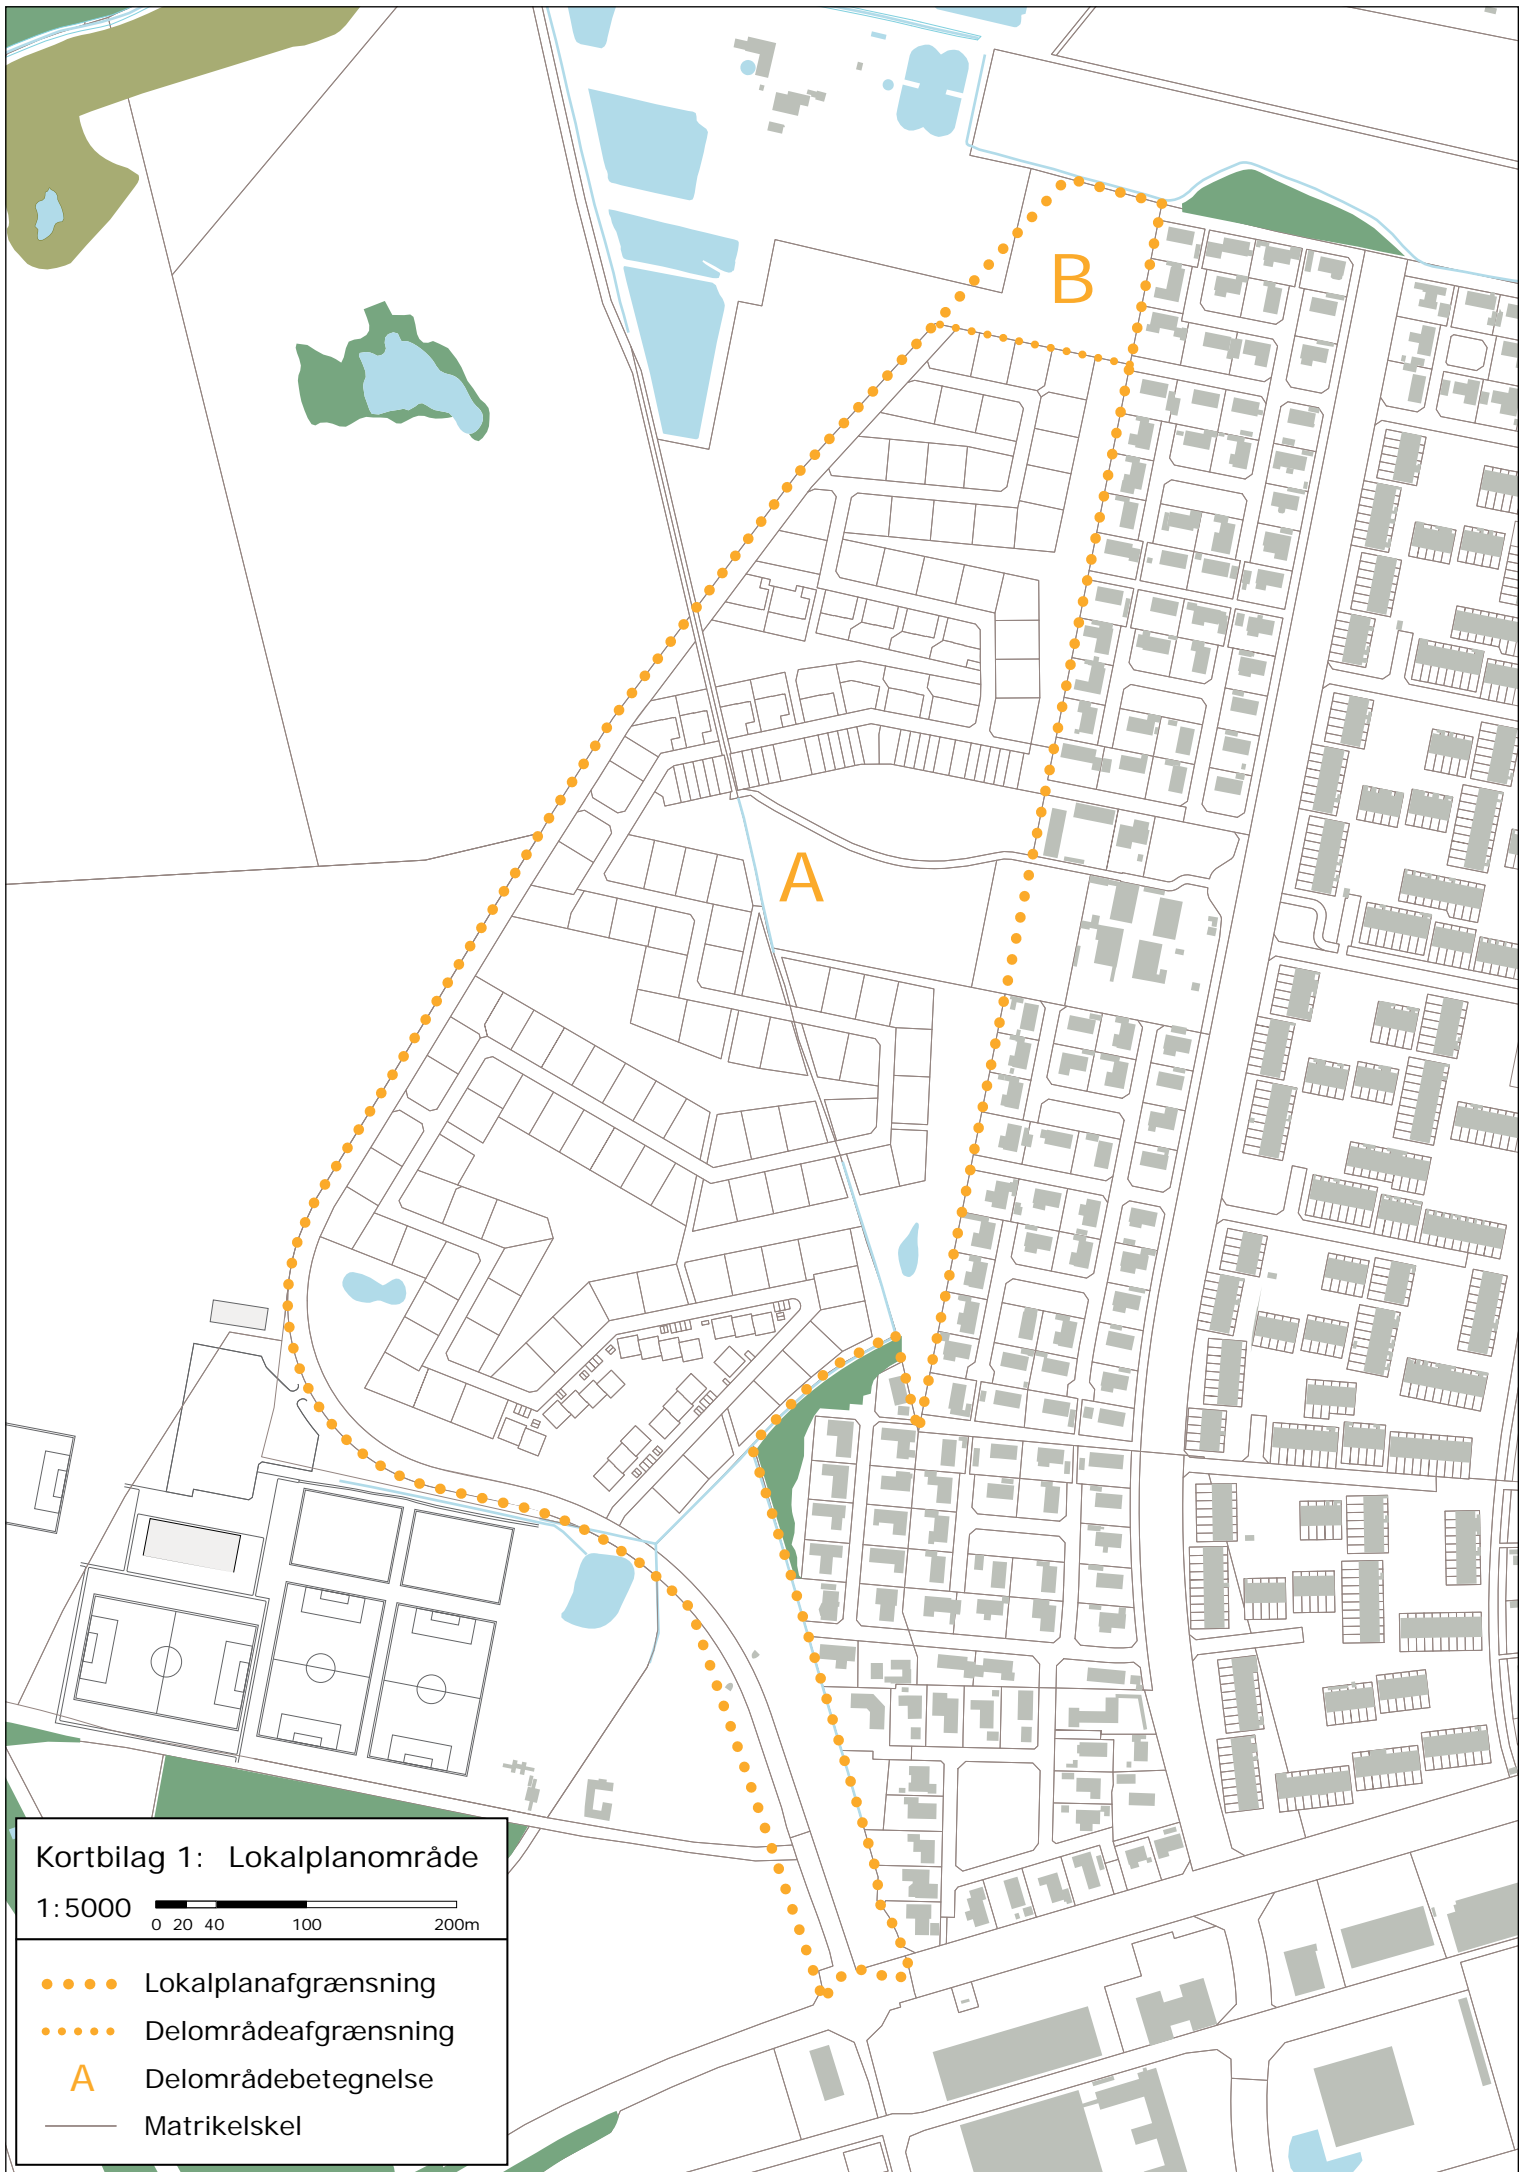 B
A
Kortbilag 1: Lokalplanområde
1:5000
0 20 40 100 200m
Lokalplanafgrænsning
Delområdeafgrænsning
A Delområdebetegnelse
Matrikelskel